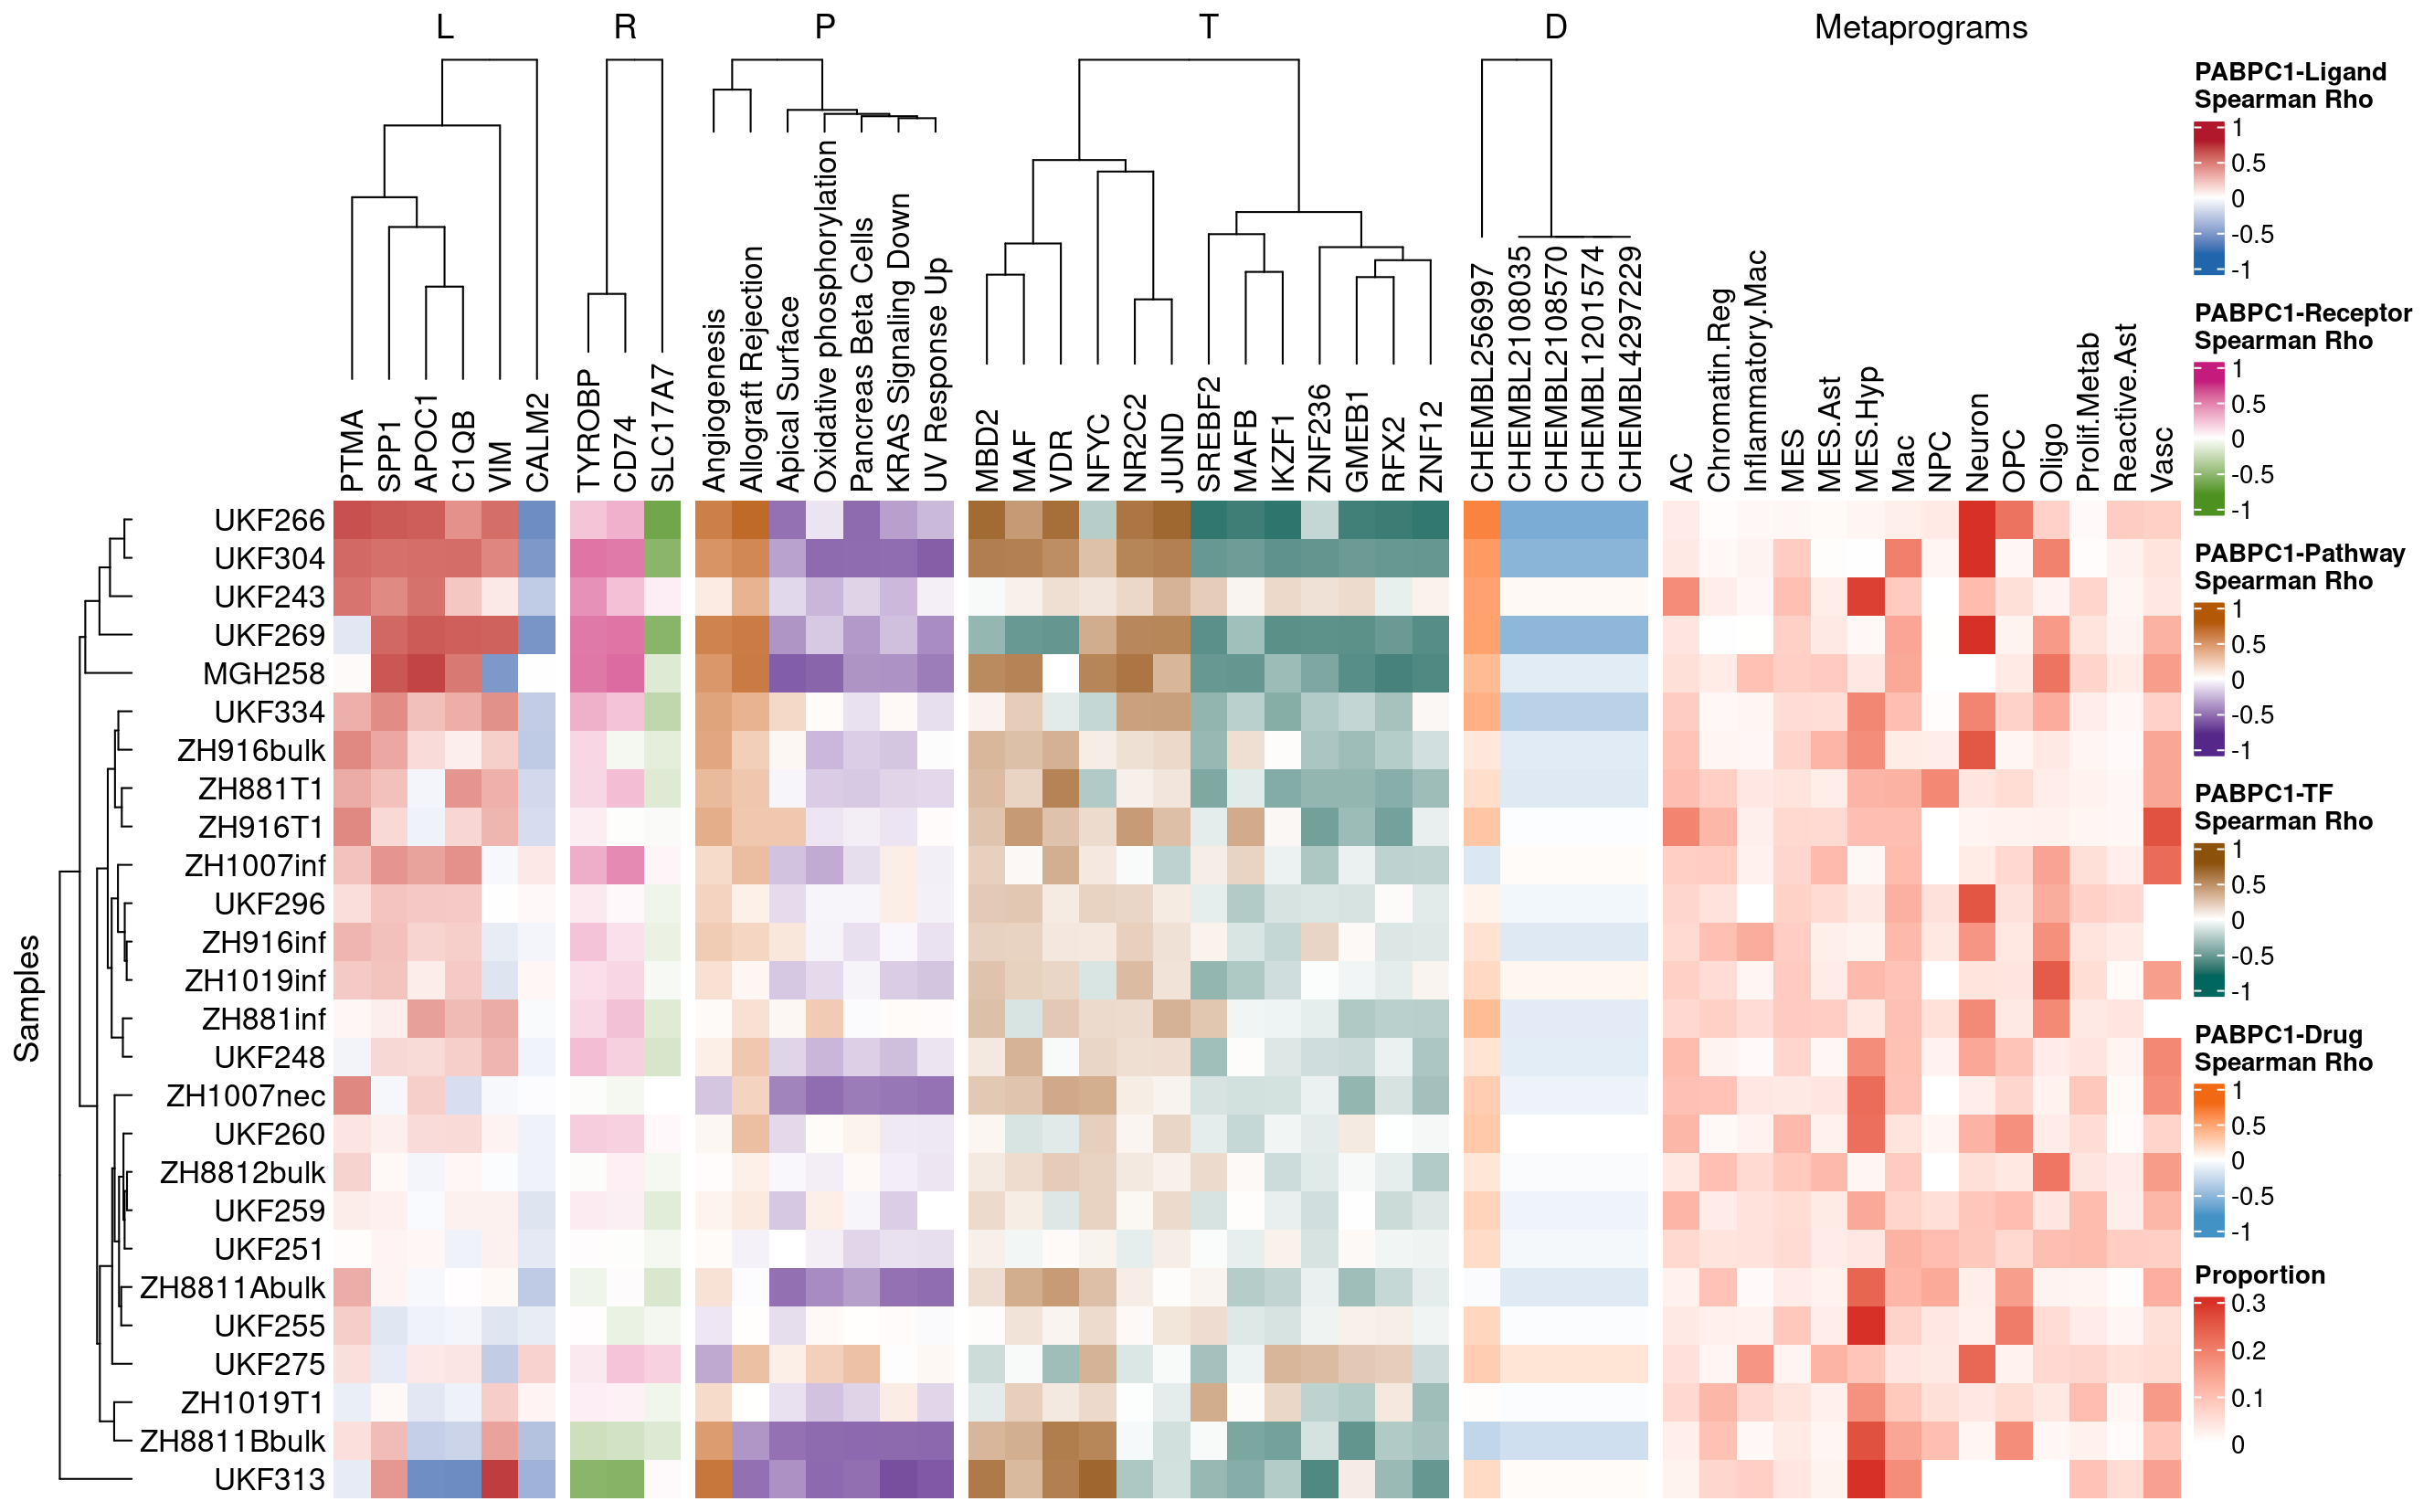 L R P T D Metaprograms
PTMA
SPP1
APOC1
C1QB
VIM
CALM2
TYROBP
CD74
SLC17A7
Angiogenesis
Allograft Rejection
Apical Surface
Oxidative phosphorylation
Pancreas Beta Cells
KRAS Signaling Down
UV Response Up
MBD2
MAF
VDR
NFYC
NR2C2
JUND
SREBF2
MAFB
IKZF1
ZNF236
GMEB1
RFX2
ZNF12
CHEMBL256997
CHEMBL2108035
CHEMBL2108570
CHEMBL1201574
CHEMBL4297229
AC
Chromatin.Reg
Inflammatory.Mac
MES
MES.Ast
MES.Hyp
Mac
NPC
Neuron
OPC
Oligo
Prolif.Metab
Reactive.Ast
Vasc
Samples
UKF266
UKF304
UKF243
UKF269
MGH258
UKF334
ZH916bulk
ZH881T1
ZH916T1
ZH1007inf
UKF296
ZH916inf
ZH1019inf
ZH881inf
UKF248
ZH1007nec
UKF260
ZH8812bulk
UKF259
UKF251
ZH8811Abulk
UKF255
UKF275
ZH1019T1
ZH8811Bbulk
UKF313
PABPC1-Ligand
Spearman Rho
1
0.5
0
-0.5
-1
PABPC1-Receptor
Spearman Rho
1
0.5
0
-0.5
-1
PABPC1-Pathway
Spearman Rho
1
0.5
0
-0.5
-1
PABPC1-TF
Spearman Rho
1
0.5
0
-0.5
-1
PABPC1-Drug
Spearman Rho
1
0.5
0
-0.5
-1
Proportion
0.3
0.2
0.1
0